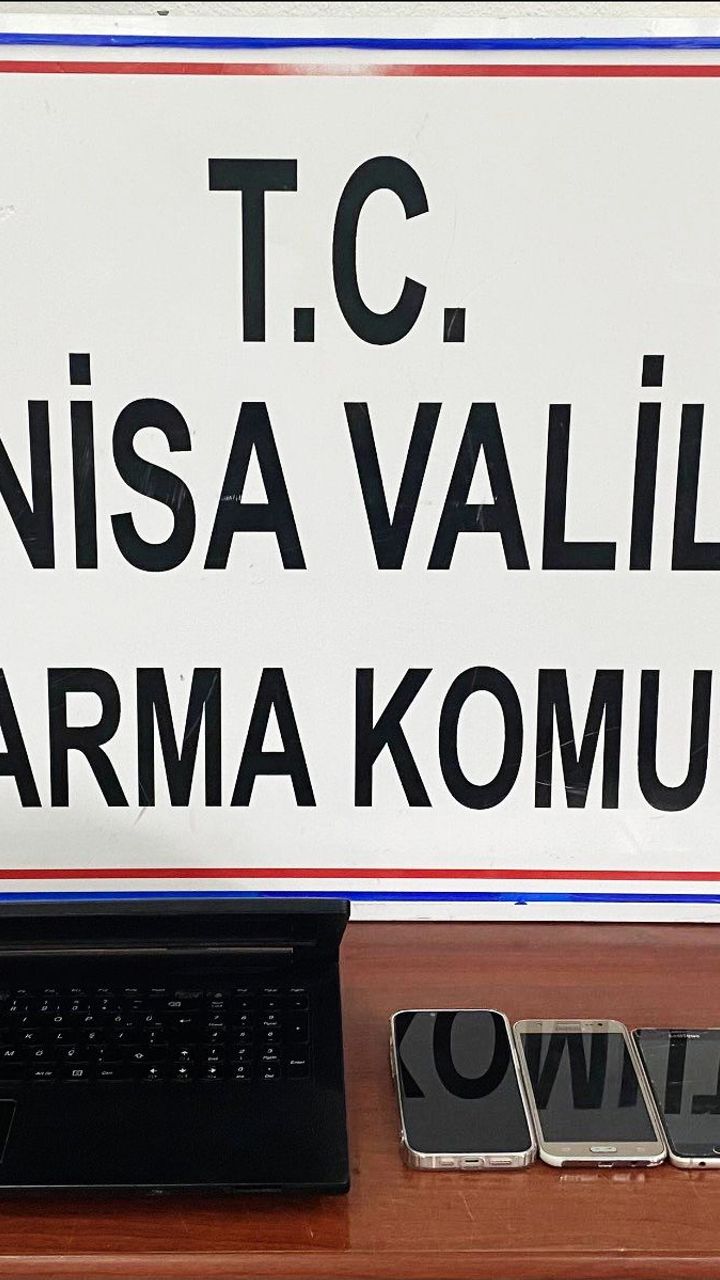 T.C.
NİSA VALİL
ARMA KOMU